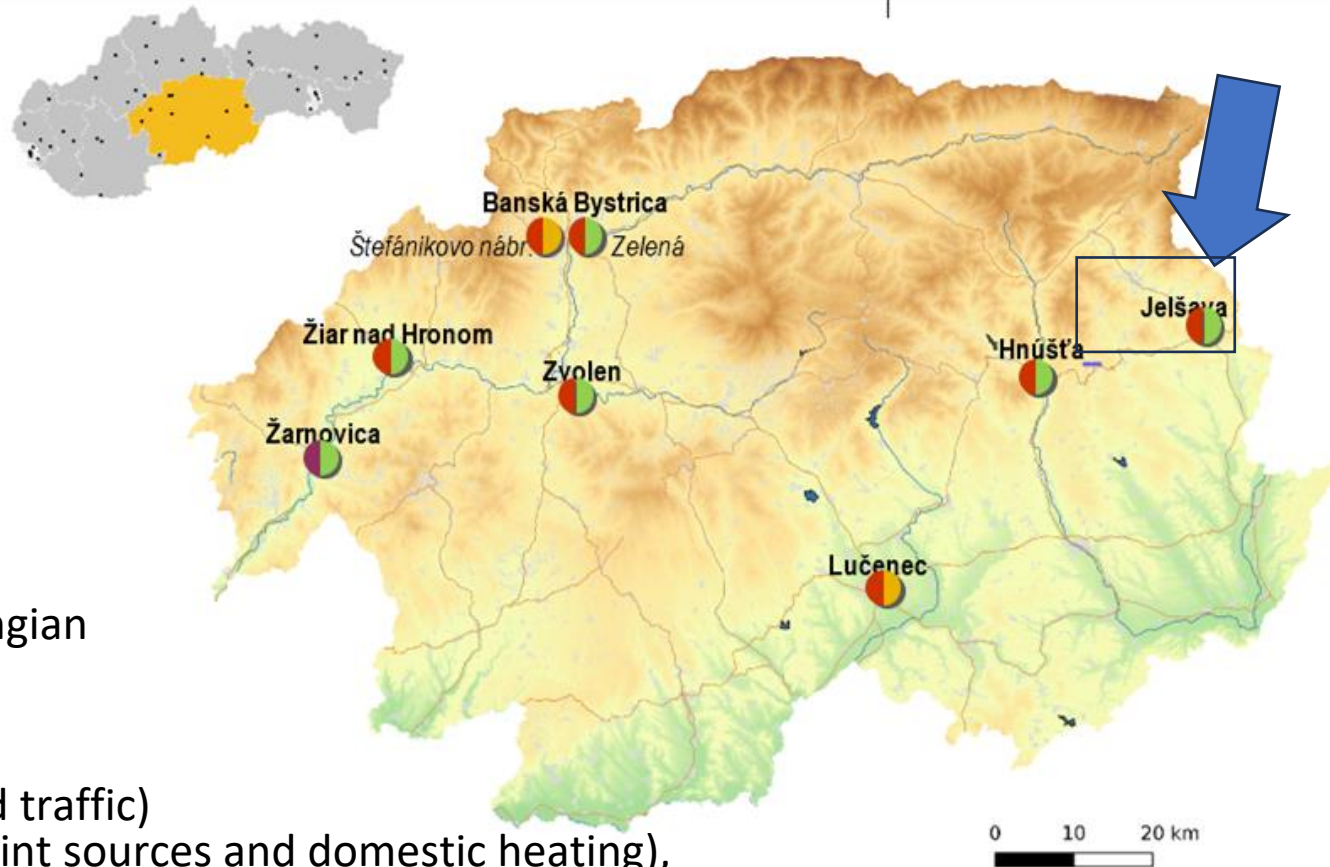 Banská Bystrica
Štefánikovo nábr.
Zelená
Jelšava
Žiar nad Hronom
Hnúšťa
Zvolen
Žarnovica
Lučenec
ngian
d traffic)
int sources and domestic heating),
0 10 20 km